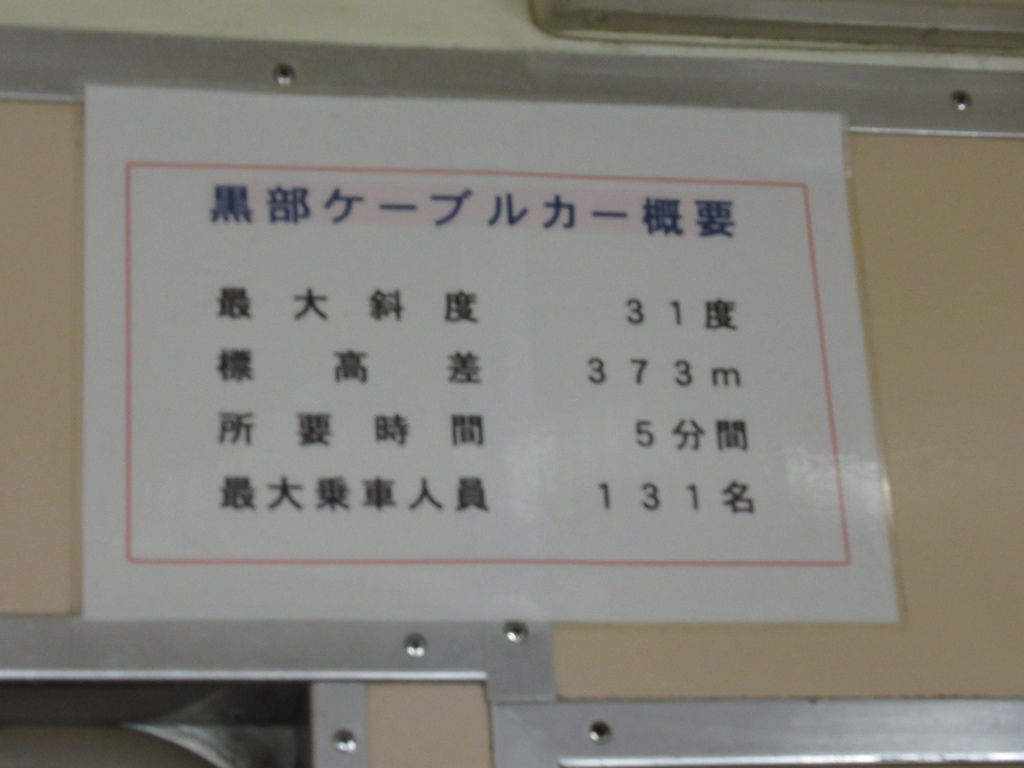 黒部ケーブルカー概要
最大斜度 31度
標高差 373m
所要時間 5分間
最大乗車人員 131名